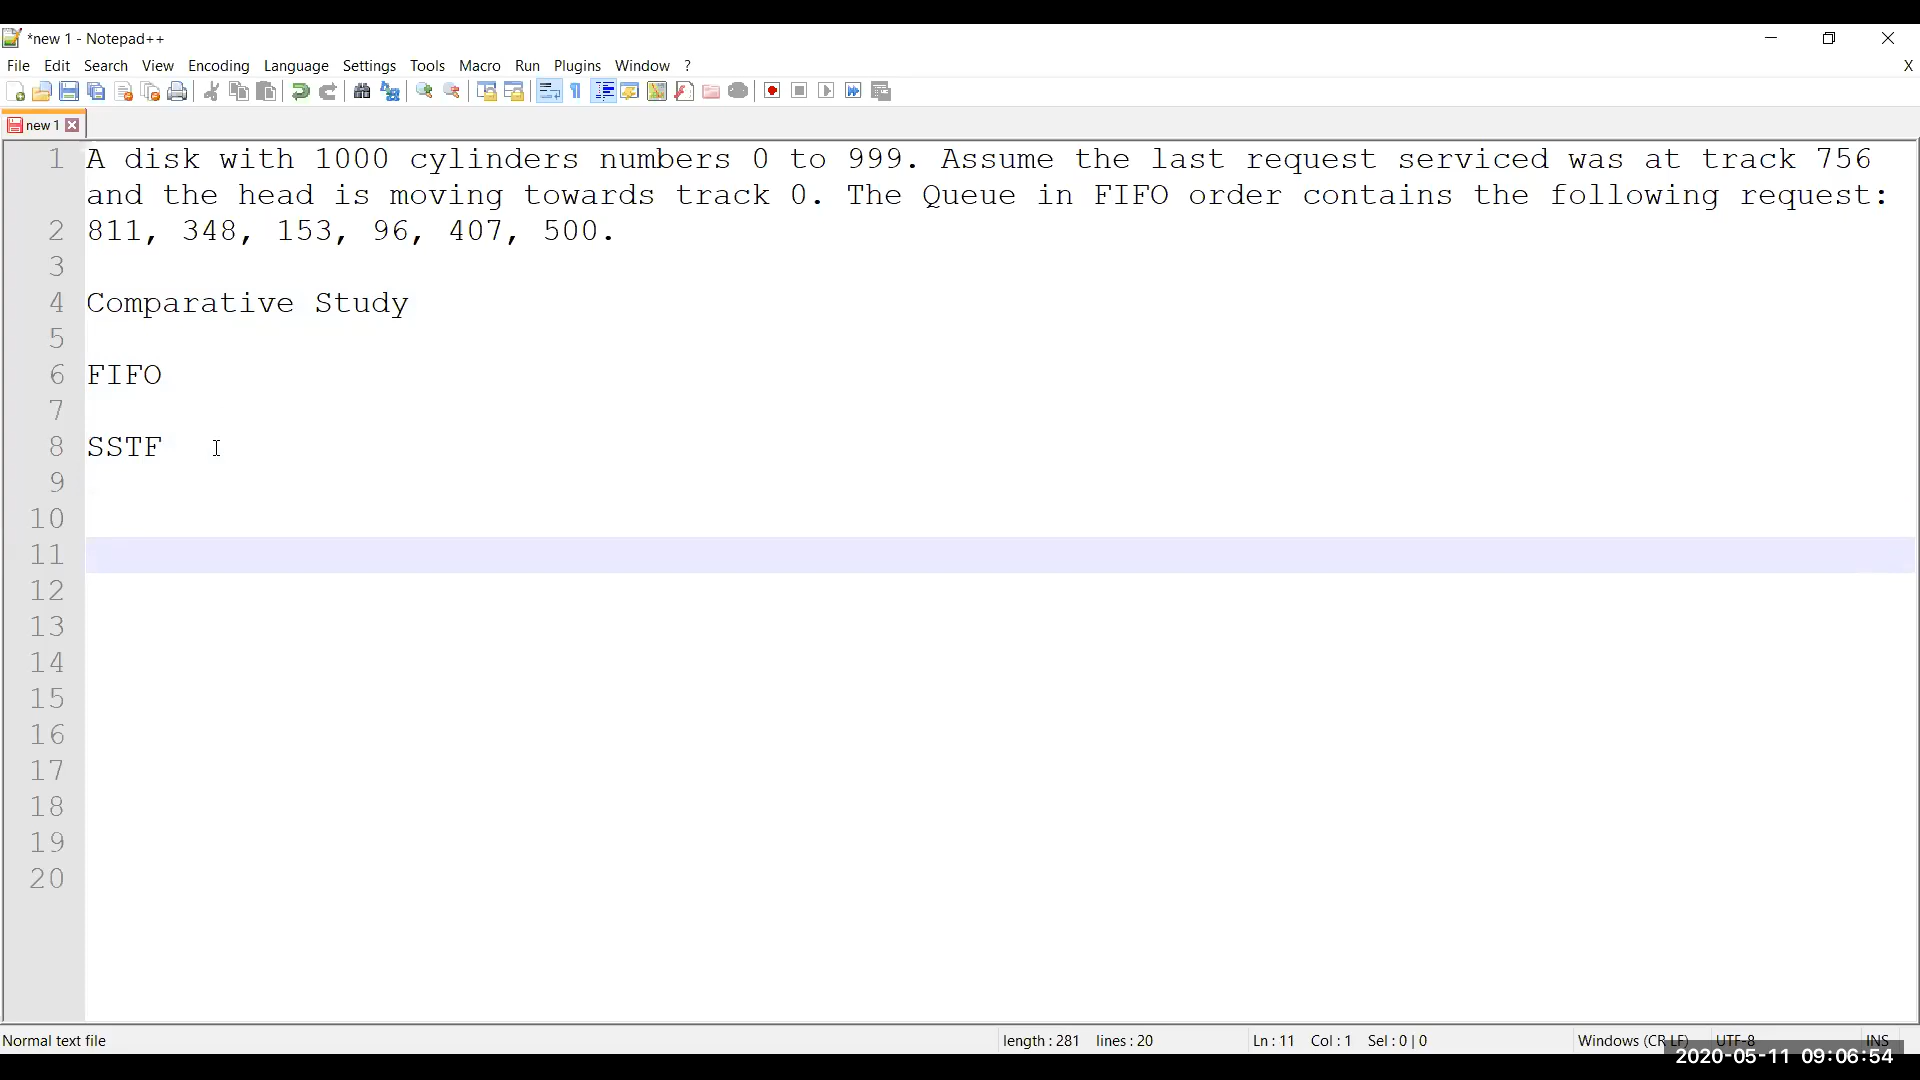 *new 1 - Notepad++
File Edit Search View Encoding Language Settings Tools Macro Run Plugins Window ? X
new 1
1 A disk with 1000 cylinders numbers 0 to 999. Assume the last request serviced was at track 756
and the head is moving towards track 0. The Queue in FIFO order contains the following request:
2 811, 348, 153, 96, 407, 500.
3
4 Comparative Study
5
6 FIFO
7
8 SSTF
9
10
11
12
13
14
15
16
17
18
19
20
Normal text file length : 281 lines : 20 Ln : 11 Col : 1 Sel : 0 | 0 Windows (CR LF) UTF-8 INS
2020-05-11 09:06:54